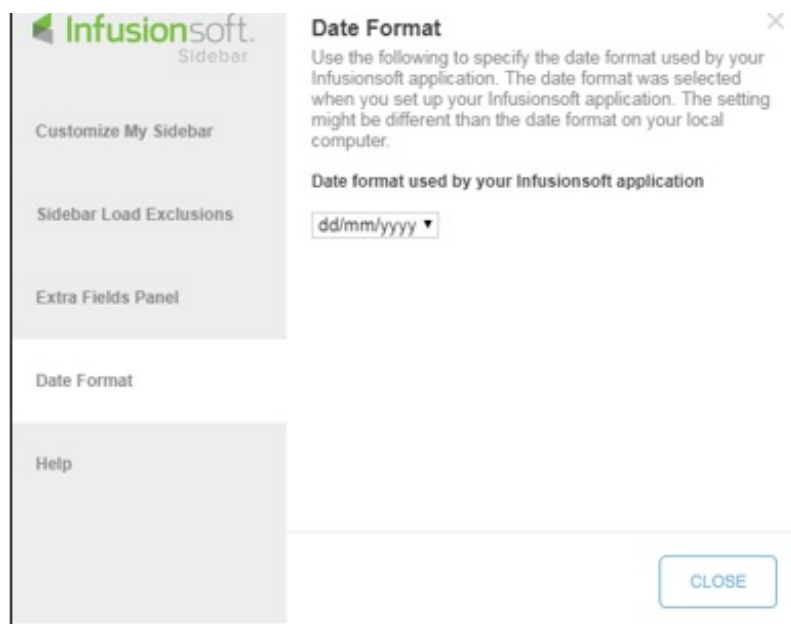 Infusionsoft.
Sidebar
Customize My Sidebar
Sidebar Load Exclusions
Extra Fields Panel
Date Format
Help
Date Format
Use the following to specify the date format used by your
Infusionsoft application. The date format was selected
when you set up your Infusionsoft application. The setting
might be different than the date format on your local
computer.
Date format used by your Infusionsoft application
dd/mm/yyyy
CLOSE